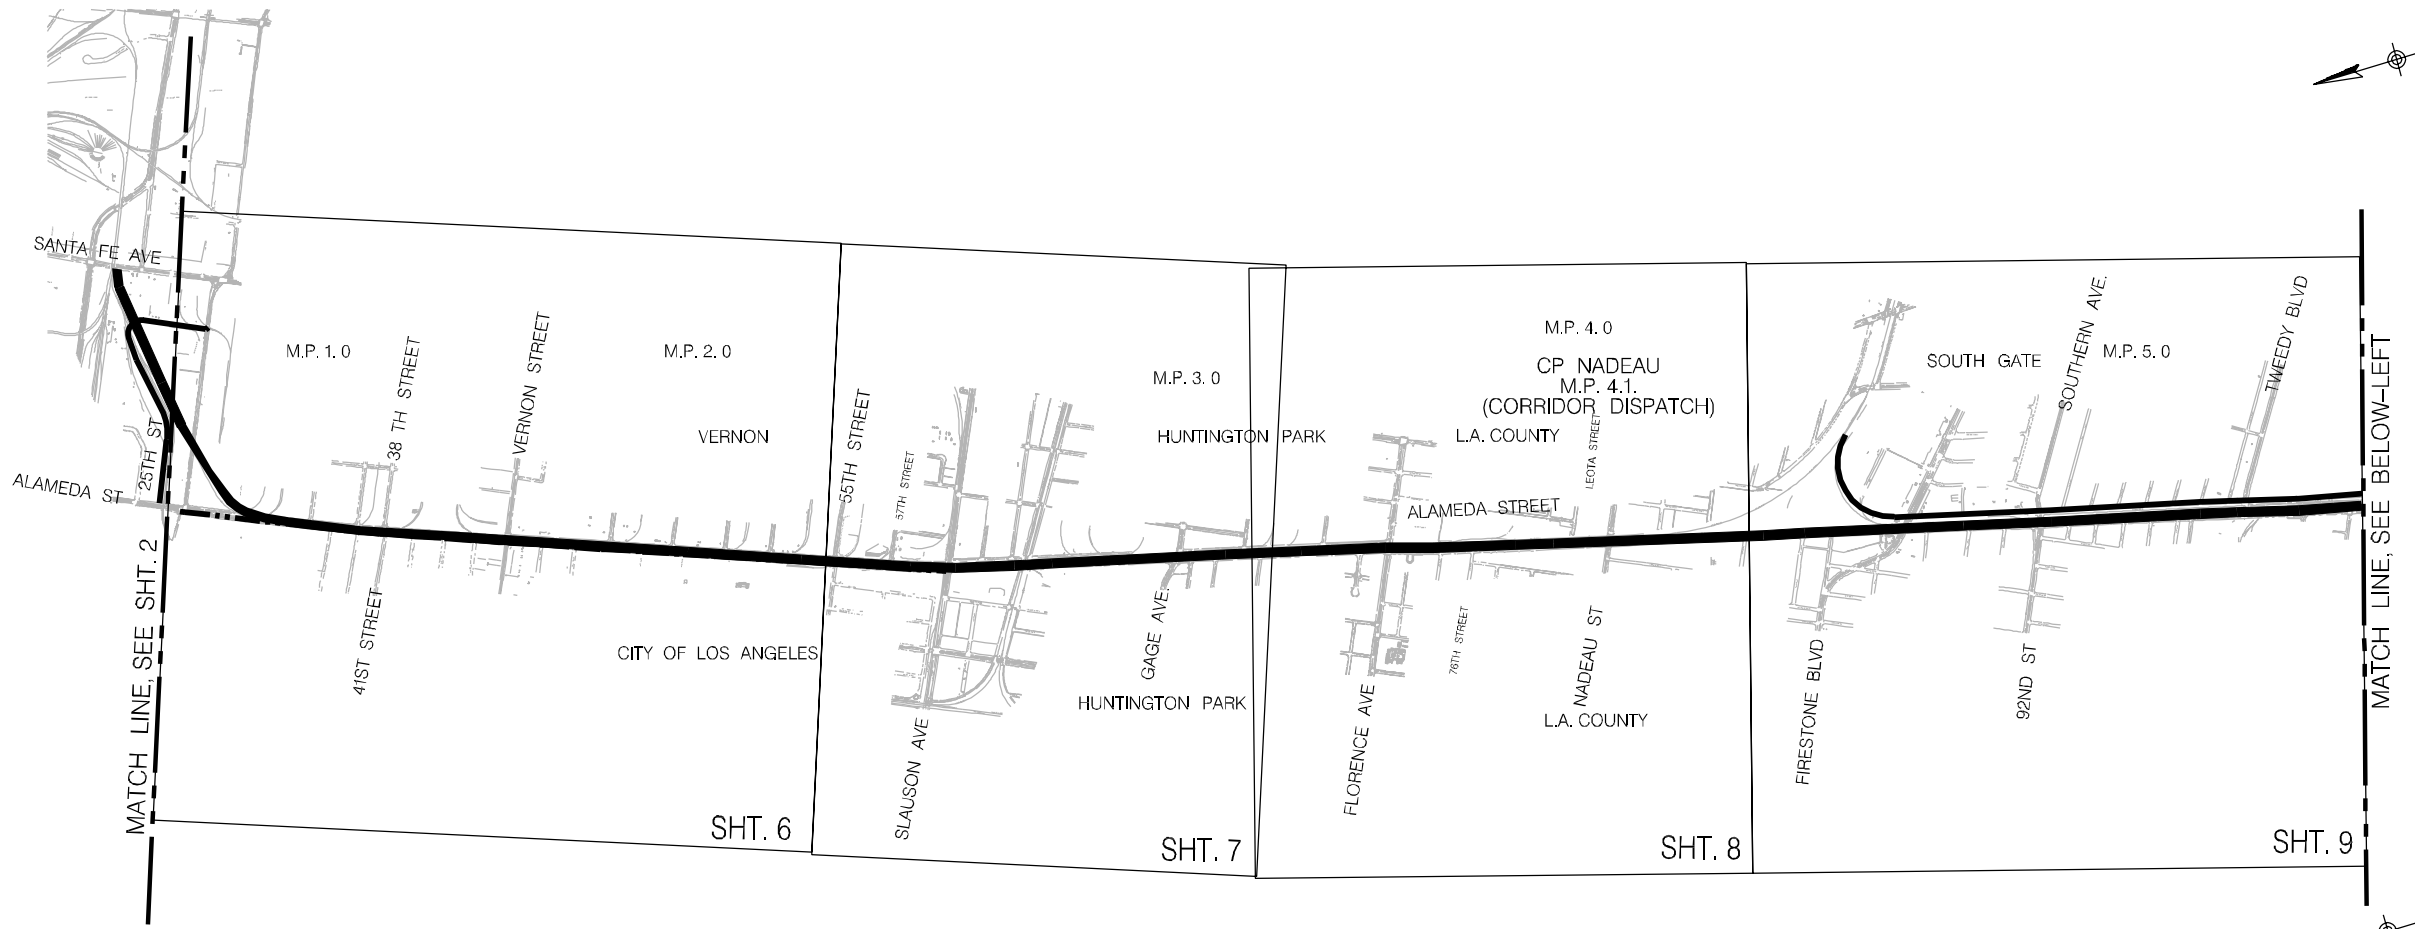 SANTA FE AVE
ALAMEDA ST
25TH ST
MATCH LINE, SEE SHT. 2
M.P. 1.0
38 TH STREET
41ST STREET
VERNON STREET
M.P. 2.0
VERNON
CITY OF LOS ANGELES
SHT. 6
55TH STREET
57TH STREET
SLAUSON AVE
M.P. 3.0
HUNTINGTON PARK
GAGE AVE.
HUNTINGTON PARK
SHT. 7
M.P. 4.0
CP NADEAU
M.P. 4.1.
(CORRIDOR DISPATCH)
L.A. COUNTY
LEOTA STREET
ALAMEDA STREET
FLORENCE AVE
76TH STREET
NADEAU ST
L.A. COUNTY
SHT. 8
SOUTH GATE
SOUTHERN AVE.
M.P. 5.0
TWEEDY BLVD
FIRESTONE BLVD
92ND ST
SHT. 9
MATCH LINE, SEE BELOW-LEFT